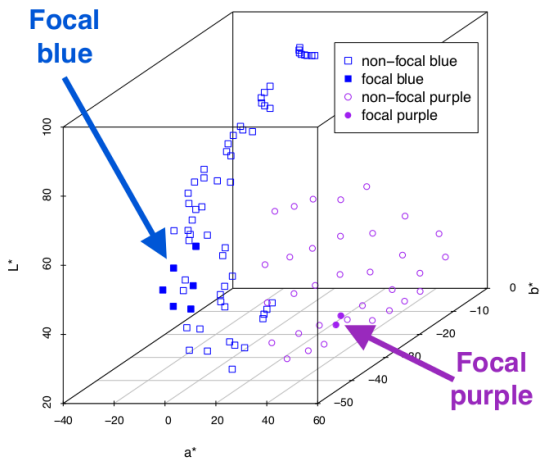 Focal
blue
non-focal blue
focal blue
non-focal purple
focal purple
100
80
60
40
20
L*
−40
−20
0
20
40
60
a*
0
−10
−20
−30
−40
−50
b*
Focal
purple